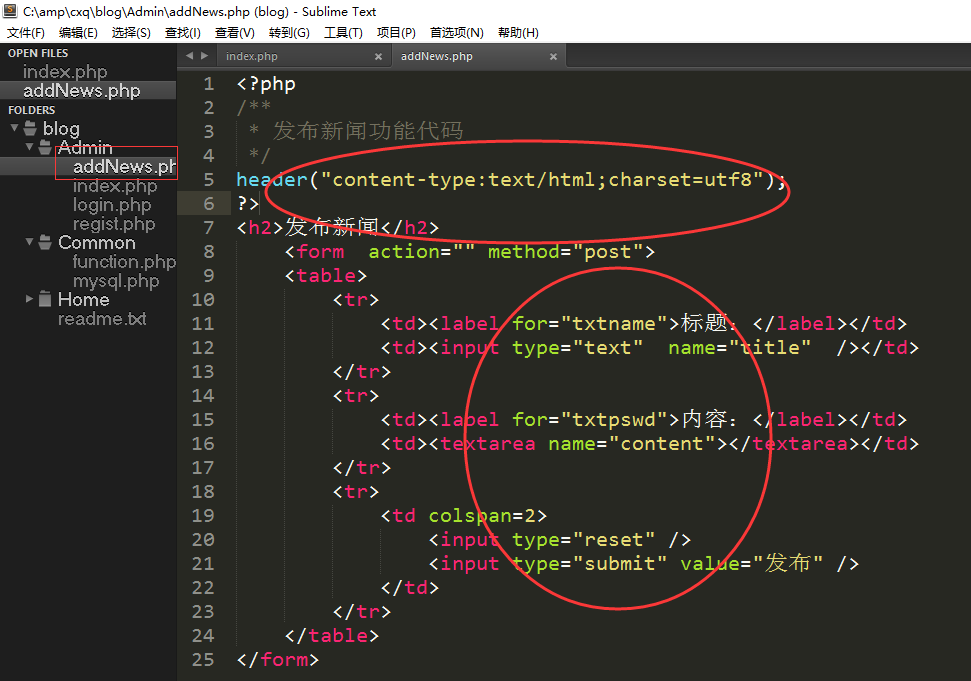 C:\amp\cxq\blog\Admin\addNews.php (blog) - Sublime Text
文件(F) 编辑(E) 选择(S) 查找(I) 查看(V) 转到(G) 工具(T) 项目(P) 首选项(N) 帮助(H)
OPEN FILES
index.php
addNews.php
FOLDERS
blog
Admin
addNews.ph
index.php
login.php
regist.php
Common
function.php
mysql.php
Home
readme.txt
index.php × addNews.php ×
1 <?php
2 /**
3 * 发布新闻功能代码
4 */
5 header("content-type:text/html;charset=utf8");
6 ?>
7 <h2>发布新闻</h2>
8 <form  action="" method="post">
9 <table>
10 <tr>
11 <td><label for="txtname">标题：</label></td>
12 <td><input type="text"  name="title"  /></td>
13 </tr>
14 <tr>
15 <td><label for="txtpswd">内容：</label></td>
16 <td><textarea name="content"></textarea></td>
17 </tr>
18 <tr>
19 <td colspan=2>
20 <input type="reset" />
21 <input type="submit" value="发布" />
22 </td>
23 </tr>
24 </table>
25 </form>